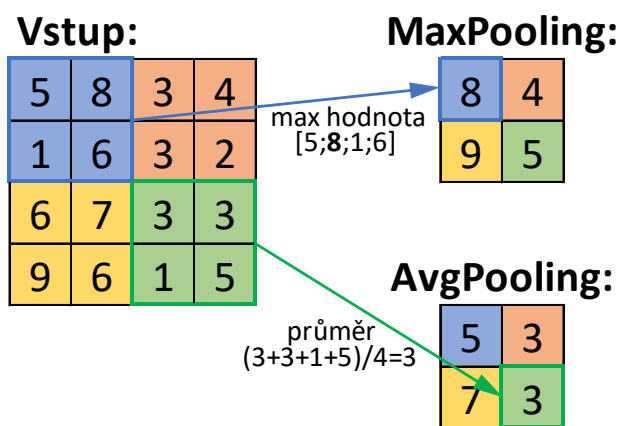 Vstup:
5 8 3 4
1 6 3 2
6 7 3 3
9 6 1 5
max hodnota
[5;8;1;6]
MaxPooling:
8 4
9 5
průměr
(3+3+1+5)/4=3
AvgPooling:
5 3
7 3